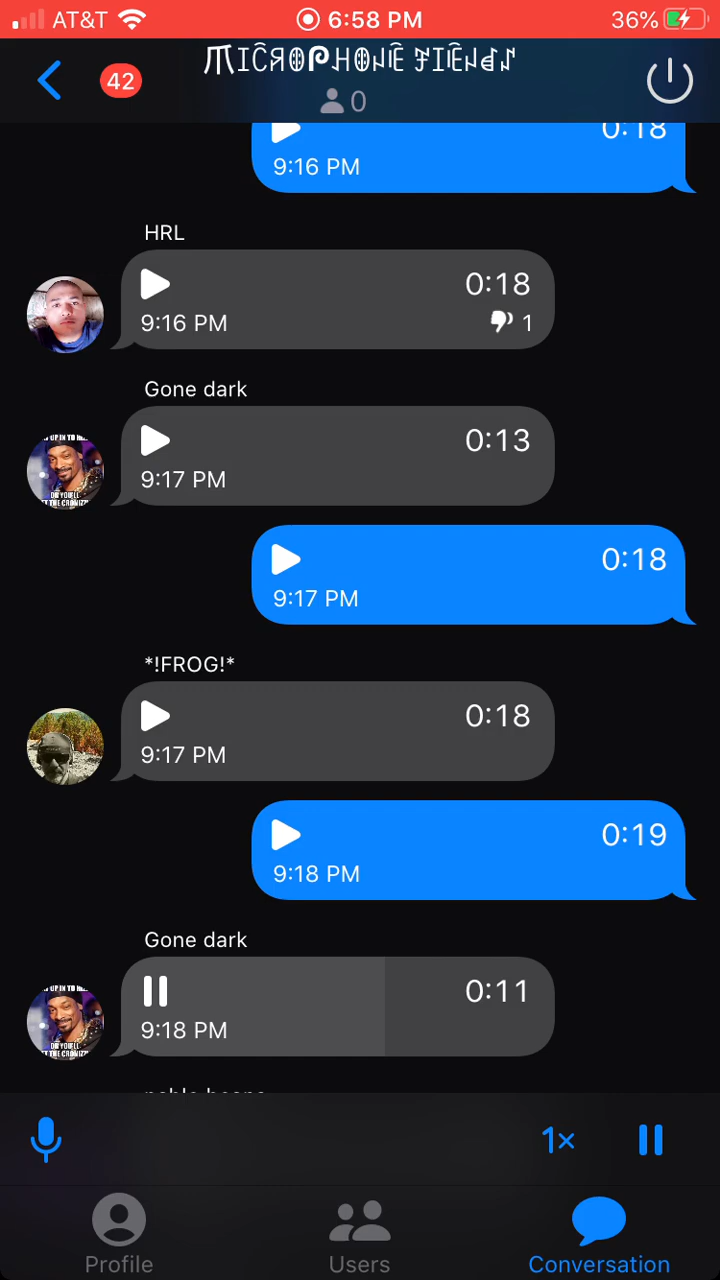 AT&T 6:58 PM 36%
42 MICROPHONE FIENDS
0
0:18
9:16 PM
HRL
0:18
9:16 PM 1
Gone dark
0:13
9:17 PM
0:18
9:17 PM
*!FROG!*
0:18
9:17 PM
0:19
9:18 PM
Gone dark
0:11
9:18 PM
1×
Profile Users Conversation